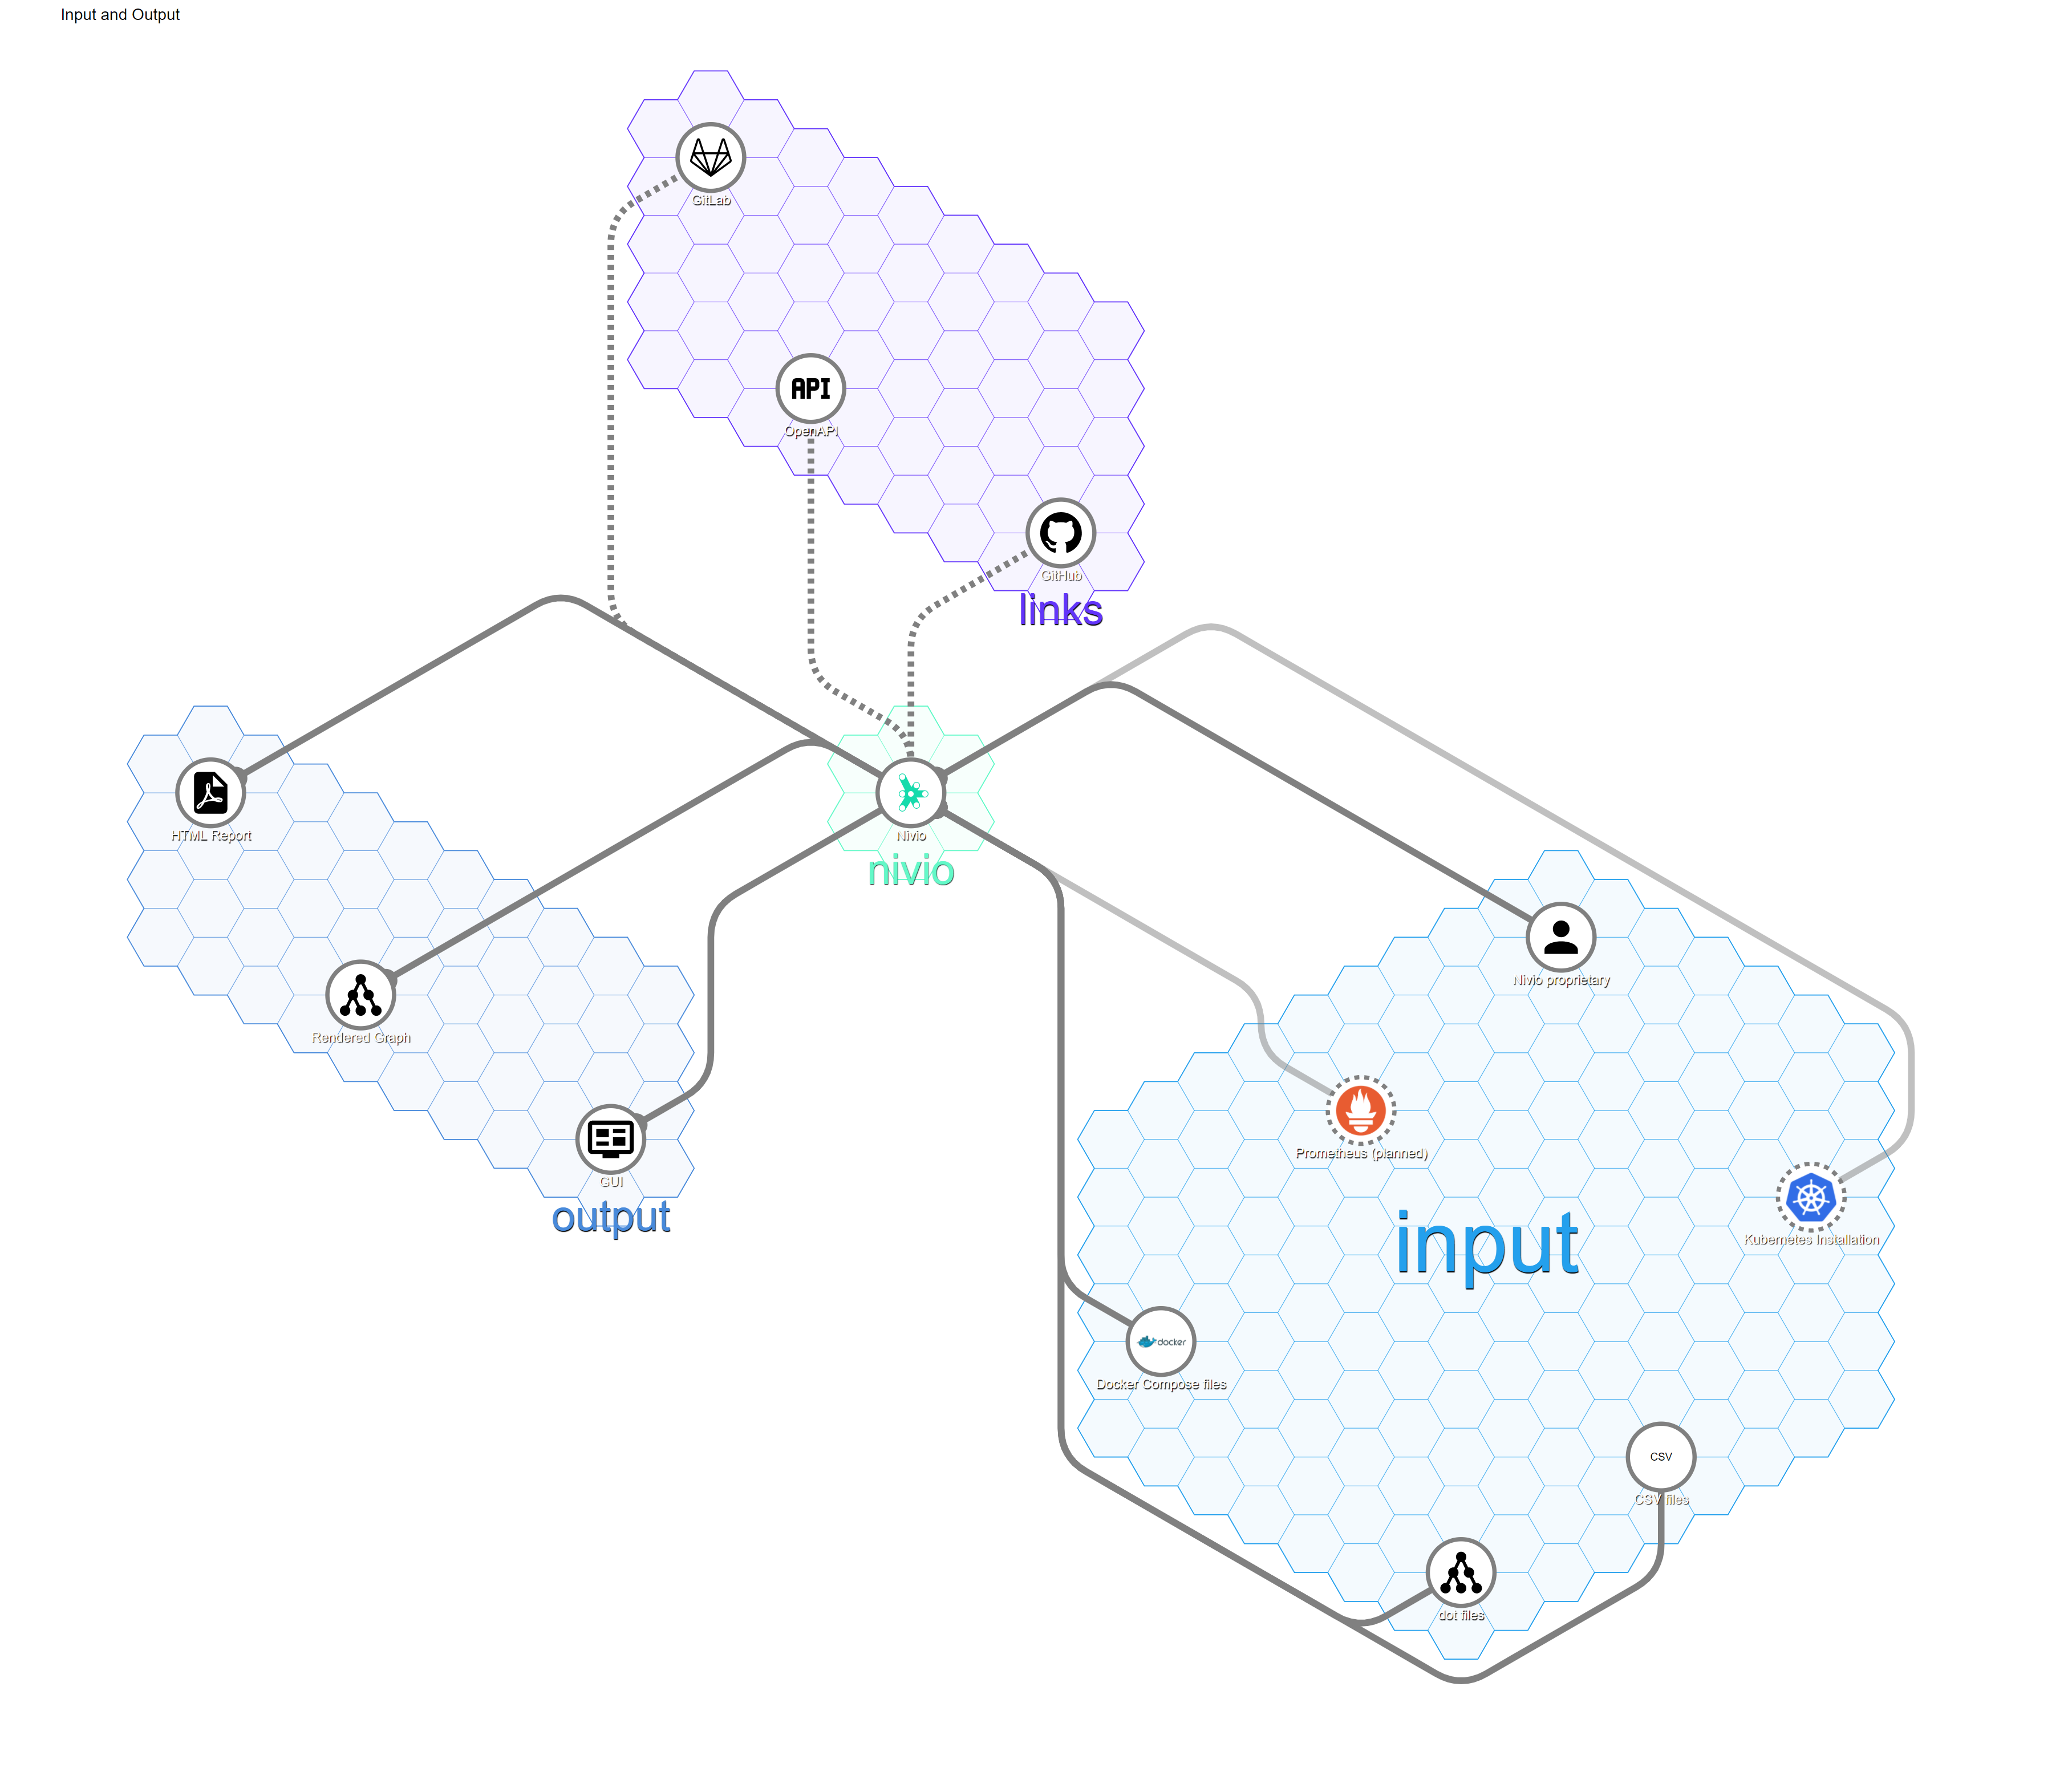 Input and Output
GitLab
API
OpenAPI
GitHub
links
HTML Report
Nivio
nivio
Nivio proprietary
Rendered Graph
Prometheus (planned)
GUI
output
input
Kubernetes Installation
docker
Docker Compose files
CSV
CSV files
dot files